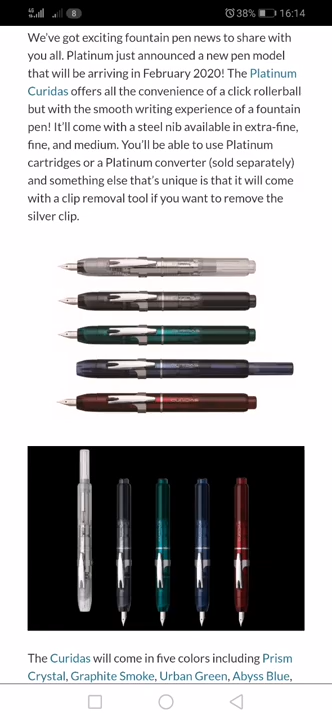 4G
8
38%
16:14
We've got exciting fountain pen news to share with
you all. Platinum just announced a new pen model
that will be arriving in February 2020! The Platinum
Curidas offers all the convenience of a click rollerball
but with the smooth writing experience of a fountain
pen! It'll come with a steel nib available in extra-fine,
fine, and medium. You'll be able to use Platinum
cartridges or a Platinum converter (sold separately)
and something else that's unique is that it will come
with a clip removal tool if you want to remove the
silver clip.
The Curidas will come in five colors including Prism
Crystal, Graphite Smoke, Urban Green, Abyss Blue,